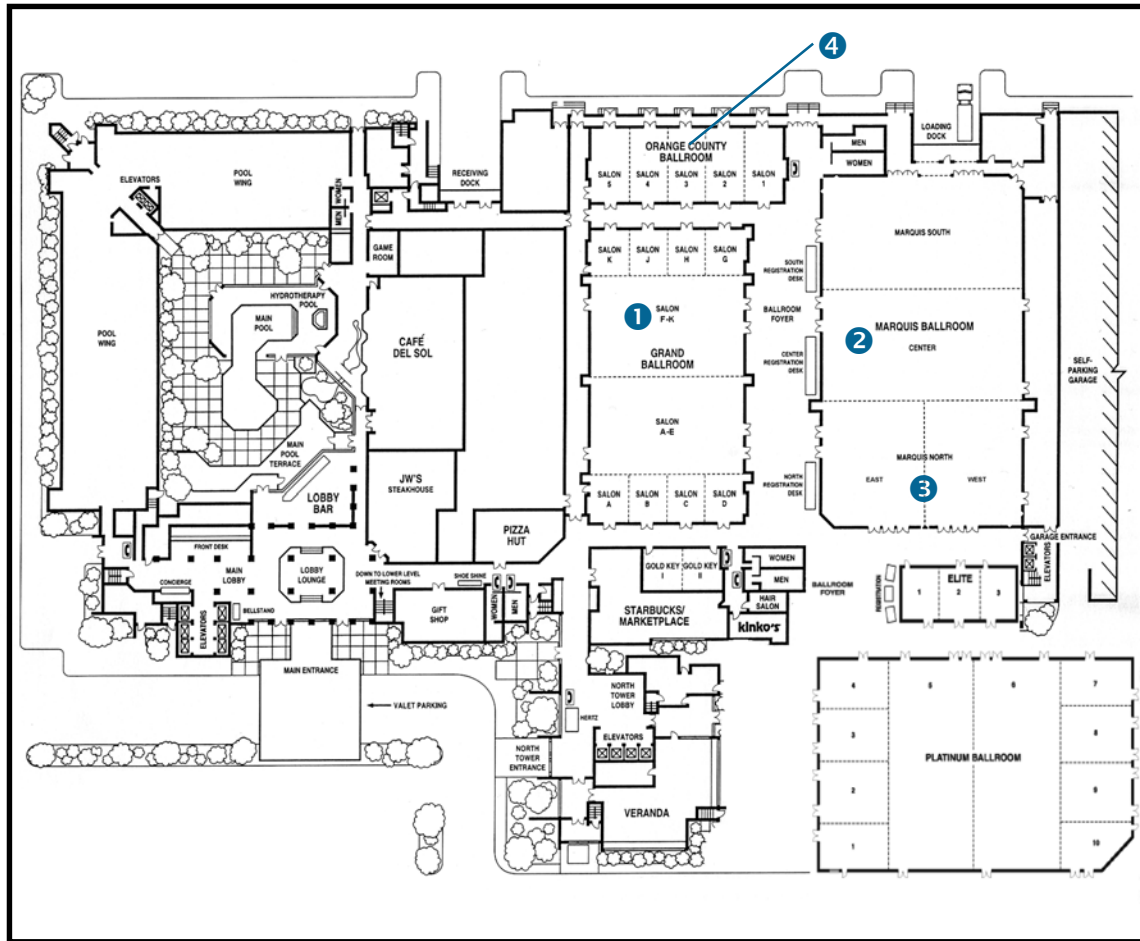 4
LOADING
DOCK
MEN
WOMEN
ORANGE COUNTY
BALLROOM
SALON
5
SALON
4
SALON
3
SALON
2
SALON
1
ELEVATORS
POOL
WING
WOMEN
MEN
RECEIVING
DOCK
GAME
ROOM
SALON
K
SALON
J
SALON
H
SALON
G
SOUTH
REGISTRATION
DESK
MARQUIS SOUTH
HYDROTHERAPY
POOL
MAIN
POOL
POOL
WING
CAFÉ
DEL SOL
1
SALON
F-K
GRAND
BALLROOM
BALLROOM
FOYER
2
MARQUIS BALLROOM
CENTER
CENTER
REGISTRATION
DESK
SELF-
PARKING
GARAGE
SALON
A-E
MAIN
POOL
TERRACE
JW'S
STEAKHOUSE
LOBBY
BAR
NORTH
REGISTRATION
DESK
MARQUIS NORTH
EAST
3
WEST
SALON
A
SALON
B
SALON
C
SALON
D
PIZZA
HUT
GARAGE ENTRANCE
ELEVATORS
FRONT DESK
MAIN
LOBBY
LOBBY
LOUNGE
CONCIERGE
BELLSTAND
ELEVATORS
DOWN TO LOWER LEVEL
MEETING ROOMS
SHOE SHINE
GIFT
SHOP
WOMEN
MEN
GOLD KEY
I
GOLD KEY
II
WOMEN
MEN
HAIR
SALON
STARBUCKS/
MARKETPLACE
kinko's
BALLROOM
FOYER
REGISTRATION
ELITE
1
2
3
MAIN ENTRANCE
VALET PARKING
NORTH
TOWER
LOBBY
HERTZ
ELEVATORS
NORTH
TOWER
ENTRANCE
VERANDA
4
5
6
7
3
8
PLATINUM BALLROOM
2
9
1
10